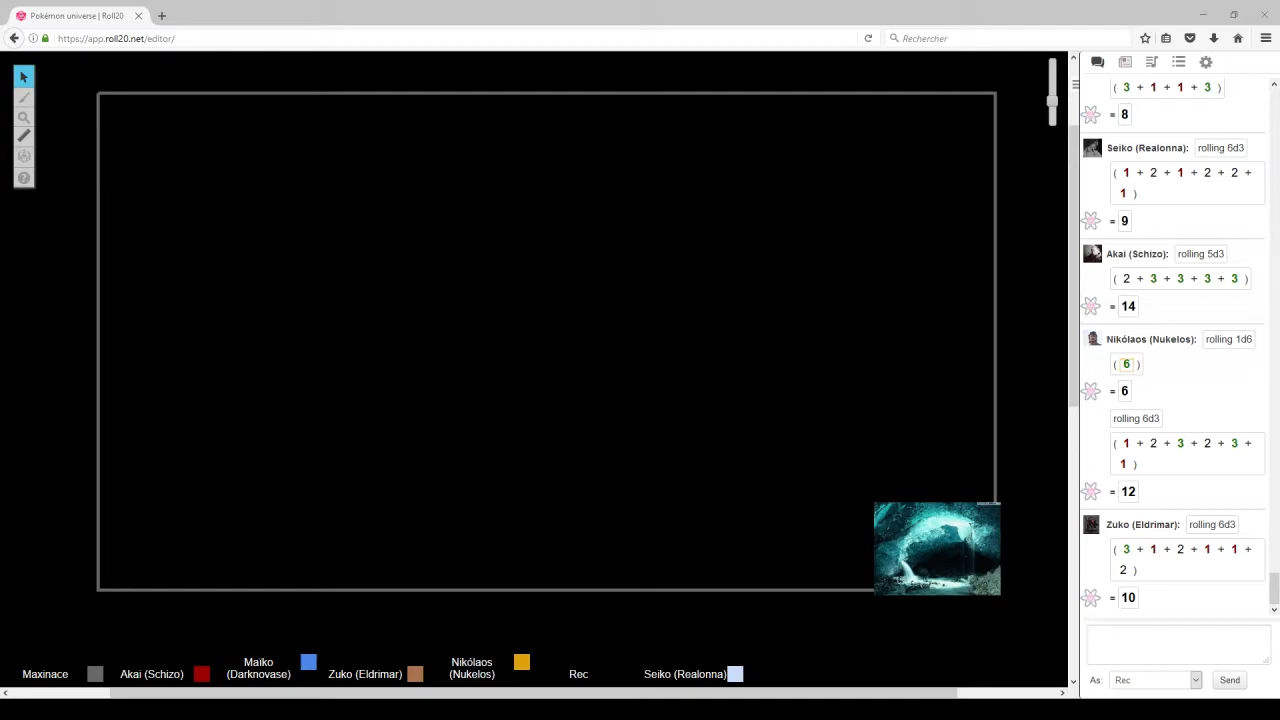 Pokémon universe | Roll20
https://app.roll20.net/editor/
Rechercher
( 3 + 1 + 1 + 3 )
= 8
Seiko (Realonna): rolling 6d3
( 1 + 2 + 1 + 2 + 2 +
1 )
= 9
Akai (Schizo): rolling 5d3
( 2 + 3 + 3 + 3 + 3 )
= 14
Nikólaos (Nukelos): rolling 1d6
( 6 )
= 6
rolling 6d3
( 1 + 2 + 3 + 2 + 3 +
1 )
= 12
Zuko (Eldrimar): rolling 6d3
( 3 + 1 + 2 + 1 + 1 +
2 )
= 10
As: Rec Send
Maxinace
Akai (Schizo)
Maïko
(Darknovase)
Zuko (Eldrimar)
Nikólaos
(Nukelos)
Rec
Seiko (Realonna)